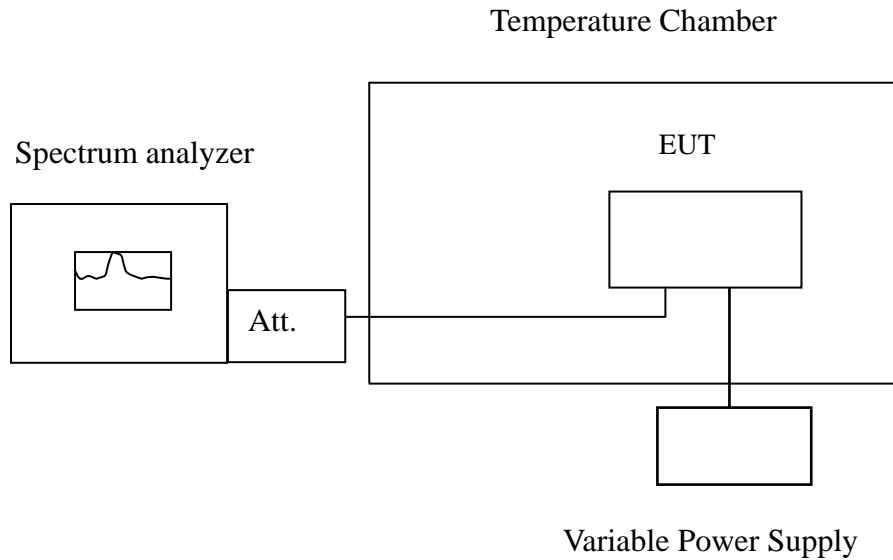 Temperature Chamber
Spectrum analyzer
EUT
Att.
Variable Power Supply